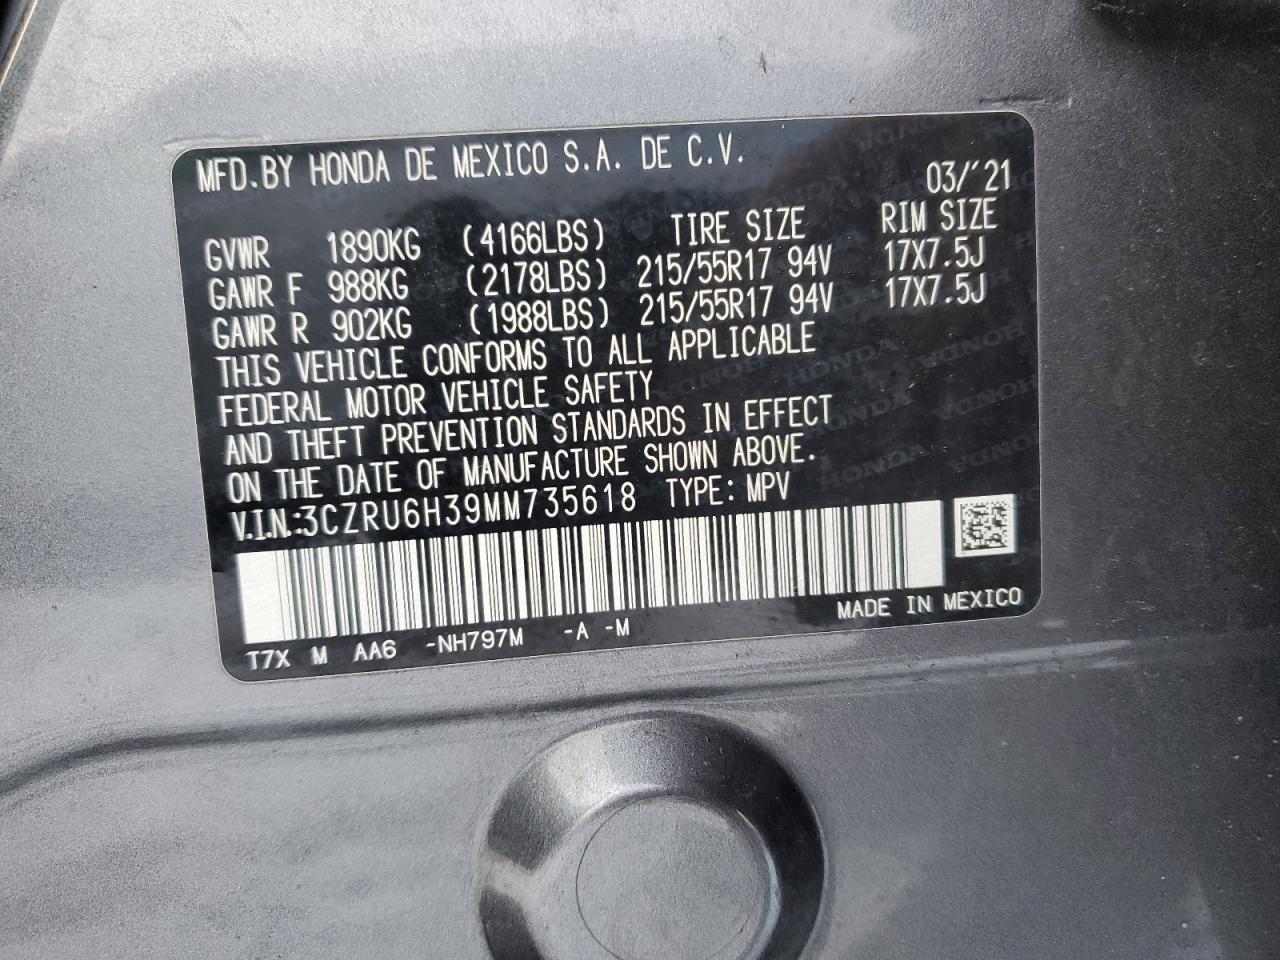 MFD.BY HONDA DE MEXICO S.A. DE C.V.
03/'21
GVWR 1890KG (4166LBS) TIRE SIZE RIM SIZE
GAWR F 988KG (2178LBS) 215/55R17 94V 17X7.5J
GAWR R 902KG (1988LBS) 215/55R17 94V 17X7.5J
THIS VEHICLE CONFORMS TO ALL APPLICABLE
FEDERAL MOTOR VEHICLE SAFETY
AND THEFT PREVENTION STANDARDS IN EFFECT
ON THE DATE OF MANUFACTURE SHOWN ABOVE.
V.I.N.:3CZRU6H39MM735618 TYPE: MPV
MADE IN MEXICO
T7X M AA6 -NH797M -A -M